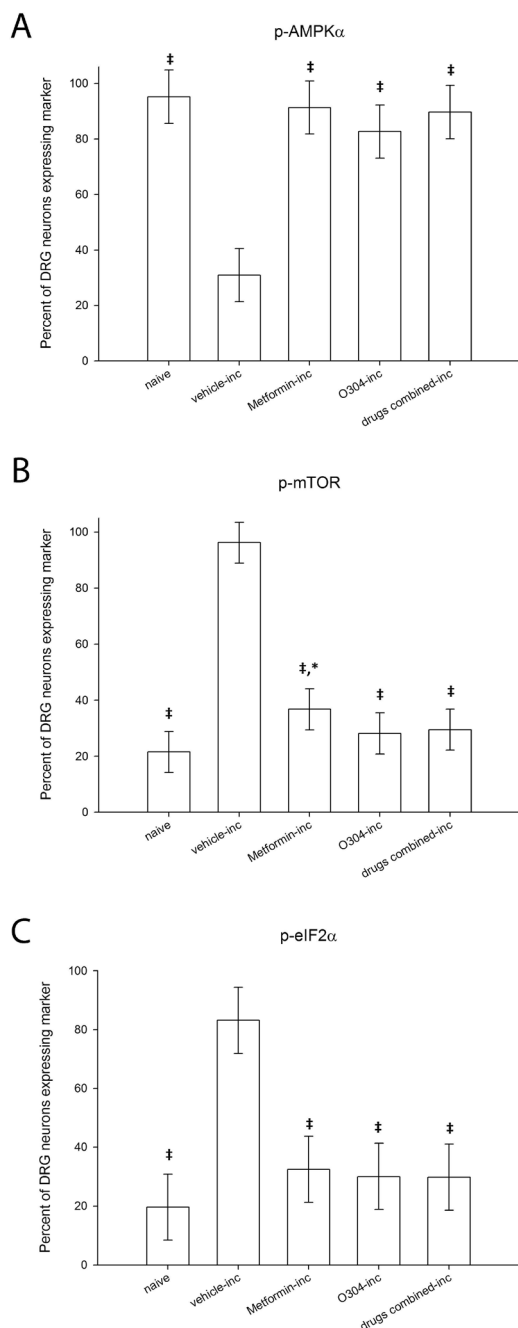 A
p-AMPKα
Percent of DRG neurons expressing marker
100
80
60
40
20
0
‡
‡
‡
‡
naive
vehicle-inc
Metformin-inc
O304-inc
drugs combined-inc
B
p-mTOR
Percent of DRG neurons expressing marker
100
80
60
40
20
0
‡
‡,*
‡
‡
naive
vehicle-inc
Metformin-inc
O304-inc
drugs combined-inc
C
p-eIF2α
Percent of DRG neurons expressing marker
100
80
60
40
20
0
‡
‡
‡
‡
naive
vehicle-inc
Metformin-inc
O304-inc
drugs combined-inc